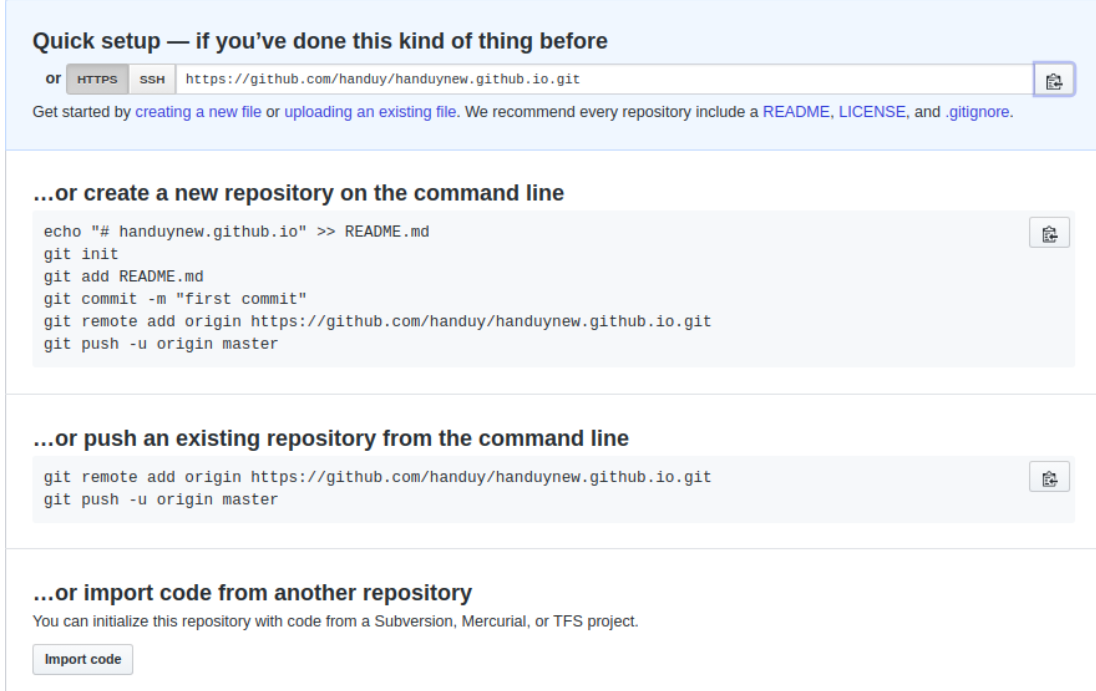 Quick setup — if you’ve done this kind of thing before
or HTTPS SSH https://github.com/handuy/handuynew.github.io.git
Get started by creating a new file or uploading an existing file. We recommend every repository include a README, LICENSE, and .gitignore.
…or create a new repository on the command line
echo "# handuynew.github.io" >> README.md
git init
git add README.md
git commit -m "first commit"
git remote add origin https://github.com/handuy/handuynew.github.io.git
git push -u origin master
…or push an existing repository from the command line
git remote add origin https://github.com/handuy/handuynew.github.io.git
git push -u origin master
…or import code from another repository
You can initialize this repository with code from a Subversion, Mercurial, or TFS project.
Import code